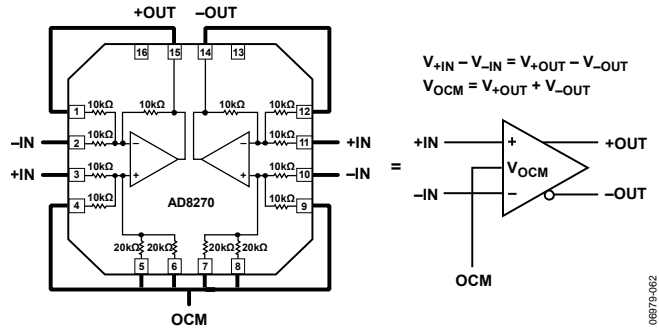 +OUT −OUT
16 15 14 13
10kΩ 10kΩ 10kΩ 10kΩ
1 12
10kΩ 10kΩ
−IN 2 − − 11 +IN
10kΩ 10kΩ
+IN 3 + + 10 −IN
10kΩ 10kΩ
4 AD8270 9
20kΩ 20kΩ 20kΩ 20kΩ
5 6 7 8
OCM
=
V+IN − V−IN = V+OUT − V−OUT
VOCM = V+OUT + V−OUT
+IN + +OUT
VOCM
−IN − −OUT
OCM
06979-062